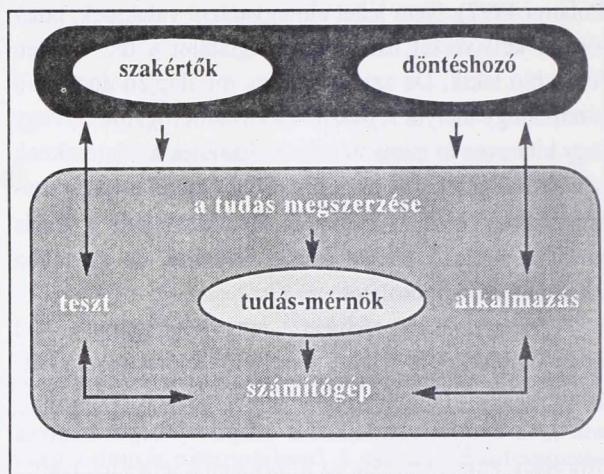 szakértők döntéshozó
a tudás megszerzése
teszt tudás-mérnök alkalmazás
számítógép